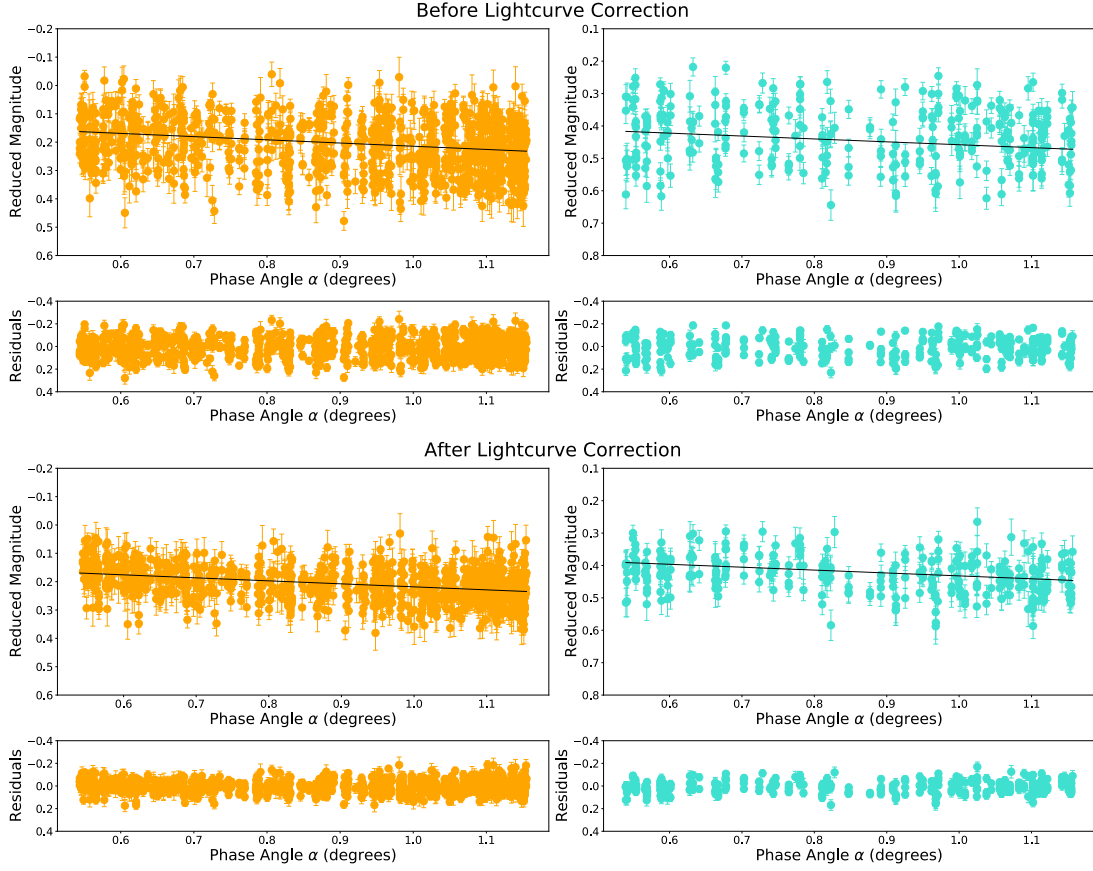 Before Lightcurve Correction
−0.2
−0.1
0.0
0.1
0.2
0.3
0.4
0.5
0.6
Reduced Magnitude
0.6 0.7 0.8 0.9 1.0 1.1
Phase Angle α (degrees)
0.1
0.2
0.3
0.4
0.5
0.6
0.7
0.8
Reduced Magnitude
0.6 0.7 0.8 0.9 1.0 1.1
Phase Angle α (degrees)
−0.4
−0.2
0.0
0.2
0.4
Residuals
0.6 0.7 0.8 0.9 1.0 1.1
Phase Angle α (degrees)
−0.4
−0.2
0.0
0.2
0.4
Residuals
0.6 0.7 0.8 0.9 1.0 1.1
Phase Angle α (degrees)
After Lightcurve Correction
−0.2
−0.1
0.0
0.1
0.2
0.3
0.4
0.5
0.6
Reduced Magnitude
0.6 0.7 0.8 0.9 1.0 1.1
Phase Angle α (degrees)
0.1
0.2
0.3
0.4
0.5
0.6
0.7
0.8
Reduced Magnitude
0.6 0.7 0.8 0.9 1.0 1.1
Phase Angle α (degrees)
−0.4
−0.2
0.0
0.2
0.4
Residuals
0.6 0.7 0.8 0.9 1.0 1.1
Phase Angle α (degrees)
−0.4
−0.2
0.0
0.2
0.4
Residuals
0.6 0.7 0.8 0.9 1.0 1.1
Phase Angle α (degrees)